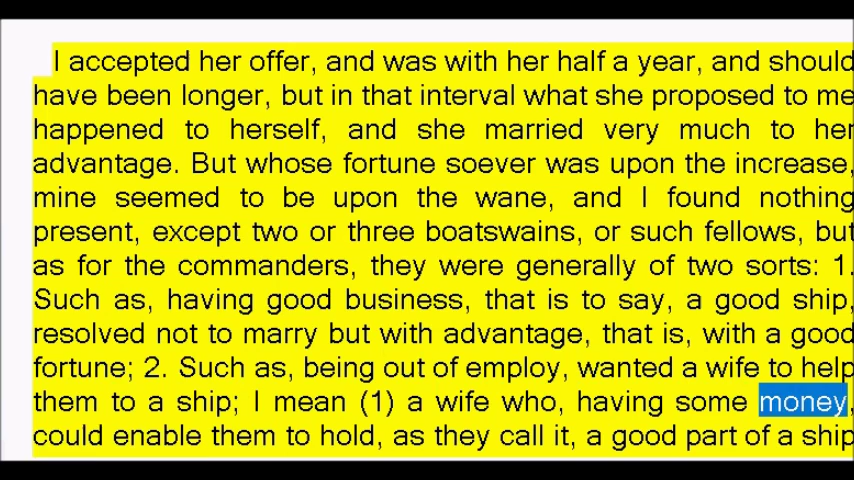 I accepted her offer, and was with her half a year, and should
have been longer, but in that interval what she proposed to me
happened to herself, and she married very much to her
advantage. But whose fortune soever was upon the increase,
mine seemed to be upon the wane, and I found nothing
present, except two or three boatswains, or such fellows, but
as for the commanders, they were generally of two sorts: 1.
Such as, having good business, that is to say, a good ship,
resolved not to marry but with advantage, that is, with a good
fortune; 2. Such as, being out of employ, wanted a wife to help
them to a ship; I mean (1) a wife who, having some money,
could enable them to hold, as they call it, a good part of a ship